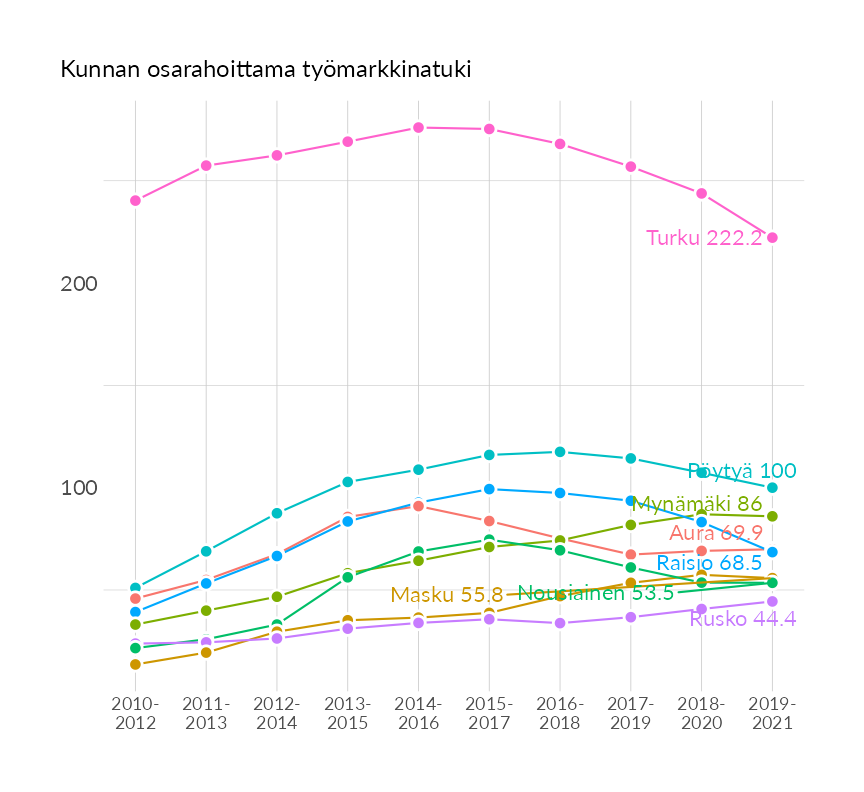 Kunnan osarahoittama työmarkkinatuki
Turku 222.2
200
Pöytyä 100
100
Mynämäki 86
Aura 69.9
Raisio 68.5
Masku 55.8
Nousiainen 53.5
Rusko 44.4
2010-
2012
2011-
2013
2012-
2014
2013-
2015
2014-
2016
2015-
2017
2016-
2018
2017-
2019
2018-
2020
2019-
2021